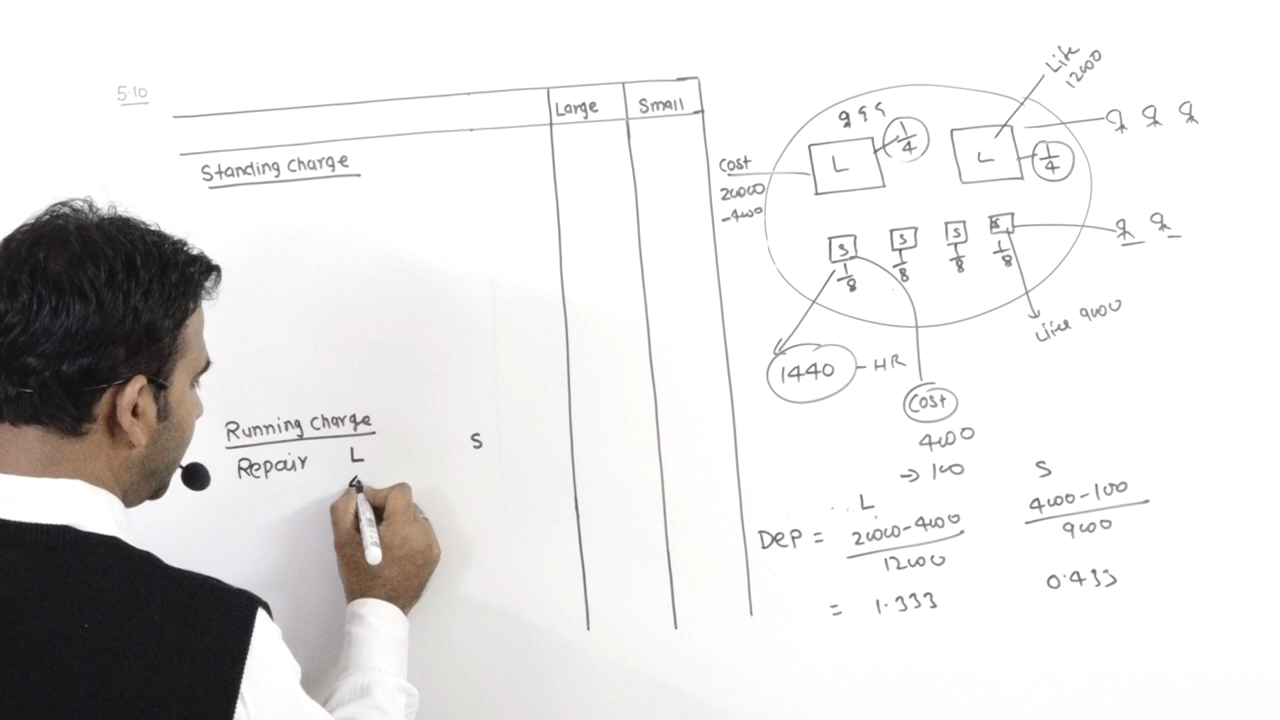 5.10
Large Small
Standing Charge
Running Charge
Repair L S
Life
12000
L 1/4
L 1/4
Cost
20000
-4000
S S S S
1/8 1/8 1/8 1/8
Life 9000
1440 - HR
Cost
4000
→ 100
L S
Dep = 20000-4000 / 12000 4000-100 / 9000
= 1.333 0.433